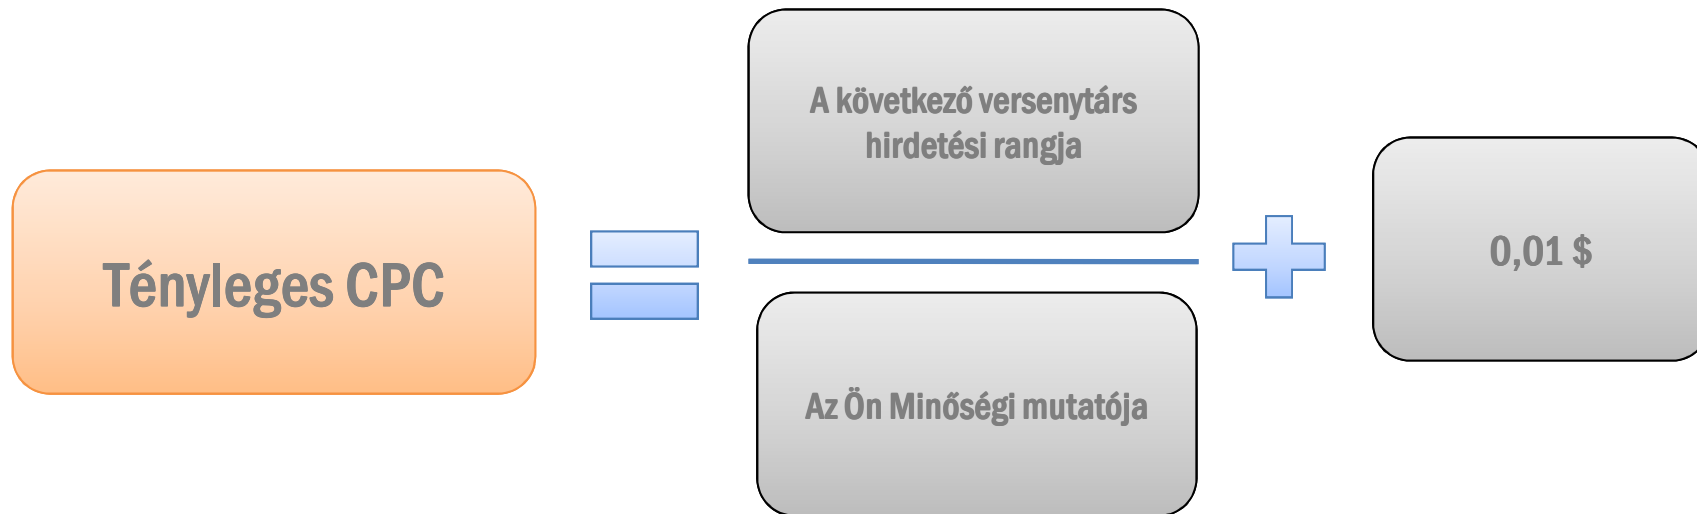 A következő versenytárs
hirdetési rangja
Tényleges CPC
0,01 $
Az Ön Minőségi mutatója